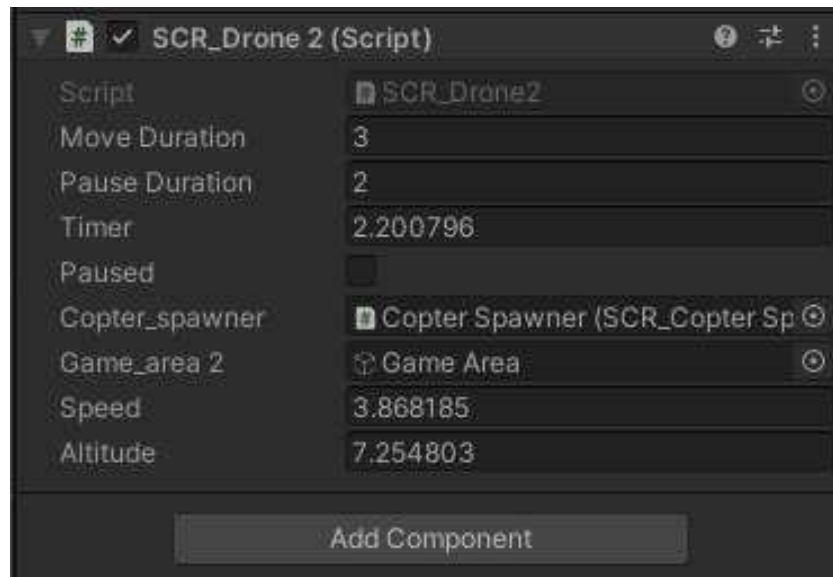 SCR_Drone 2 (Script)
Script SCR_Drone2
Move Duration 3
Pause Duration 2
Timer 2.200796
Paused
Copter_spawner Copter Spawner (SCR_Copter Sp
Game_area 2 Game Area
Speed 3.868185
Altitude 7.254803
Add Component